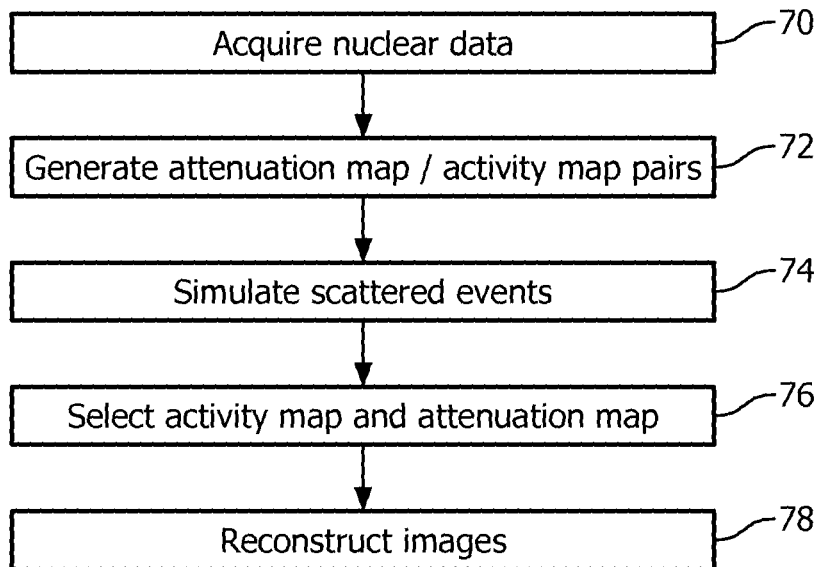 Acquire nuclear data
70
Generate attenuation map / activity map pairs
72
Simulate scattered events
74
Select activity map and attenuation map
76
Reconstruct images
78